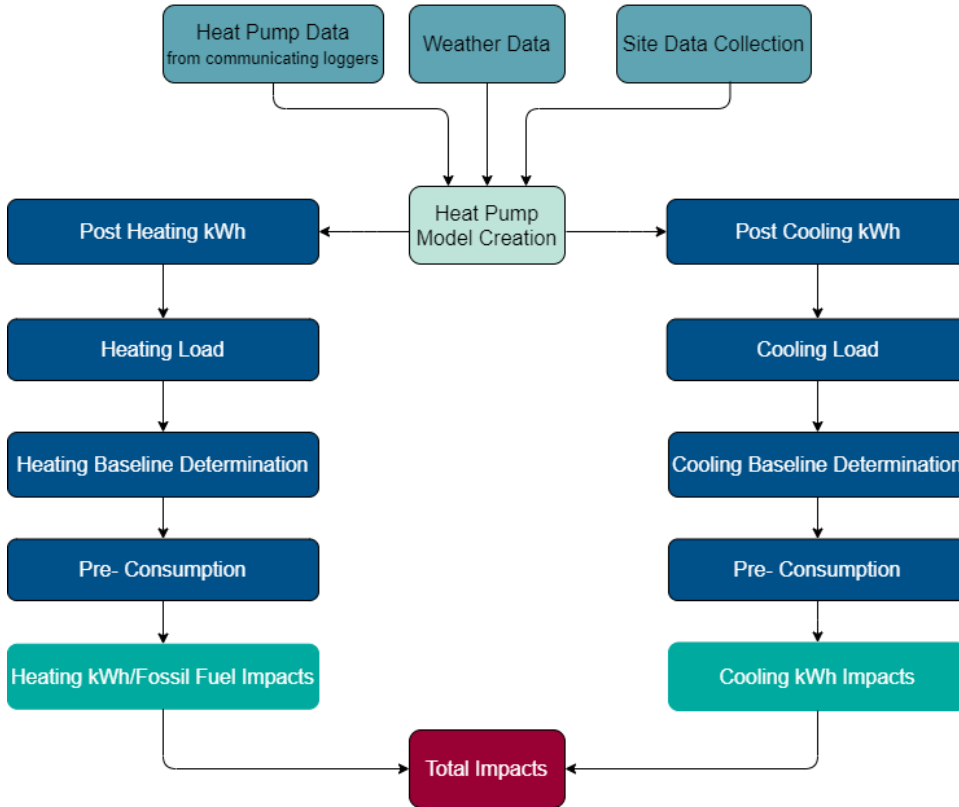 Heat Pump Data
from communicating loggers
Weather Data
Site Data Collection
Heat Pump
Model Creation
Post Heating kWh
Post Cooling kWh
Heating Load
Cooling Load
Heating Baseline Determination
Cooling Baseline Determination
Pre- Consumption
Pre- Consumption
Heating kWh/Fossil Fuel Impacts
Cooling kWh Impacts
Total Impacts